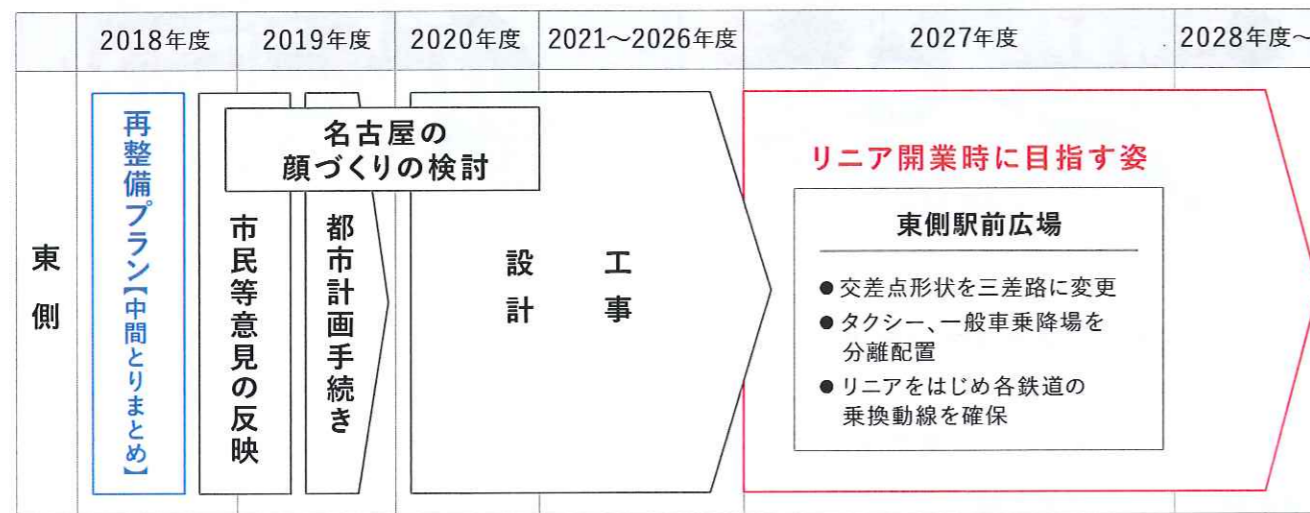 2018年度
2019年度
2020年度
2021〜2026年度
2027年度
2028年度〜
東側
再整備プラン【中間とりまとめ】
市民等意見の反映
都市計画手続き
名古屋の
顔づくりの検討
設計
工事
リニア開業時に目指す姿
東側駅前広場
●交差点形状を三差路に変更
●タクシー、一般車乗降場を
分離配置
●リニアをはじめ各鉄道の
乗換動線を確保